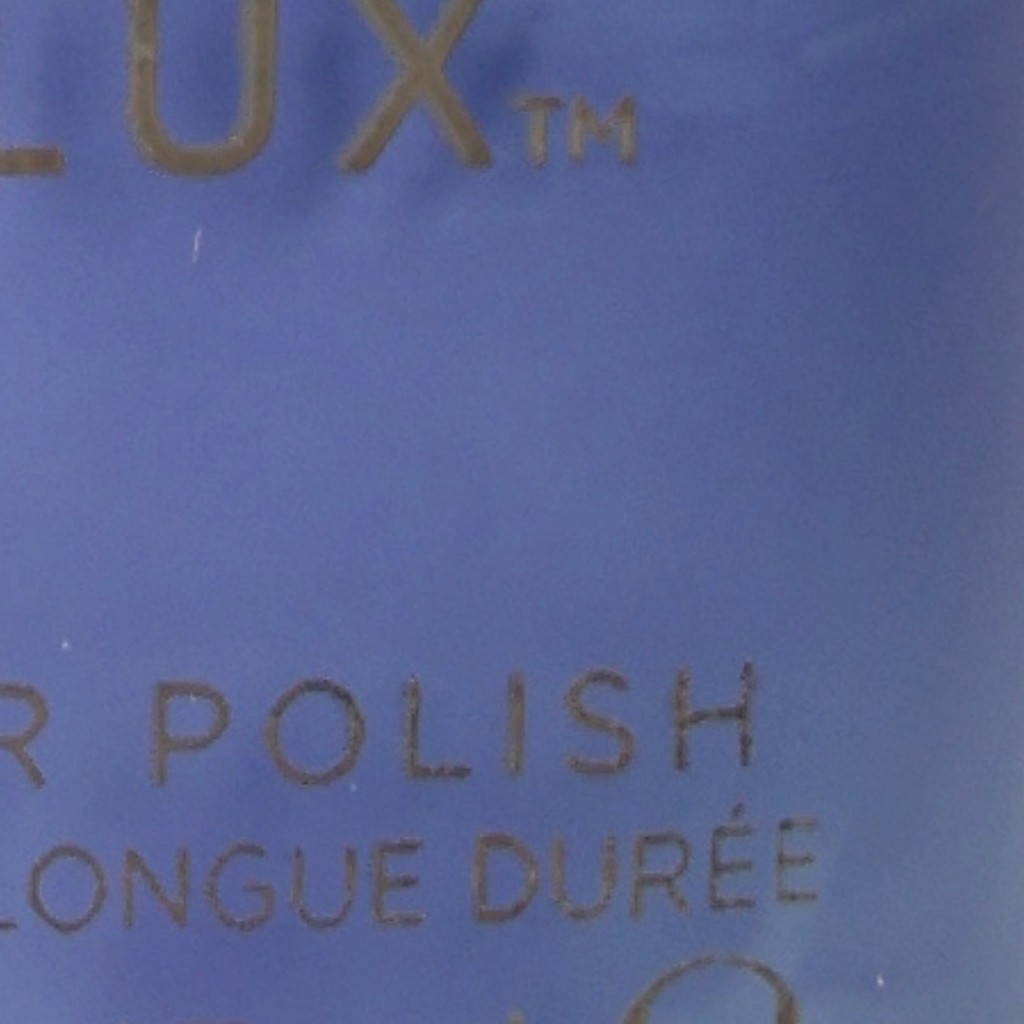 LUX™
R POLISH
LONGUE DURÉE